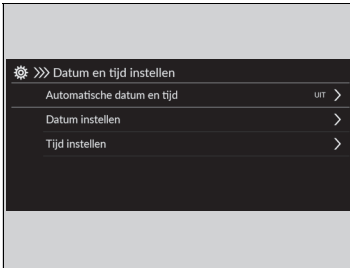 Datum en tijd instellen
Automatische datum en tijd UIT
Datum instellen
Tijd instellen